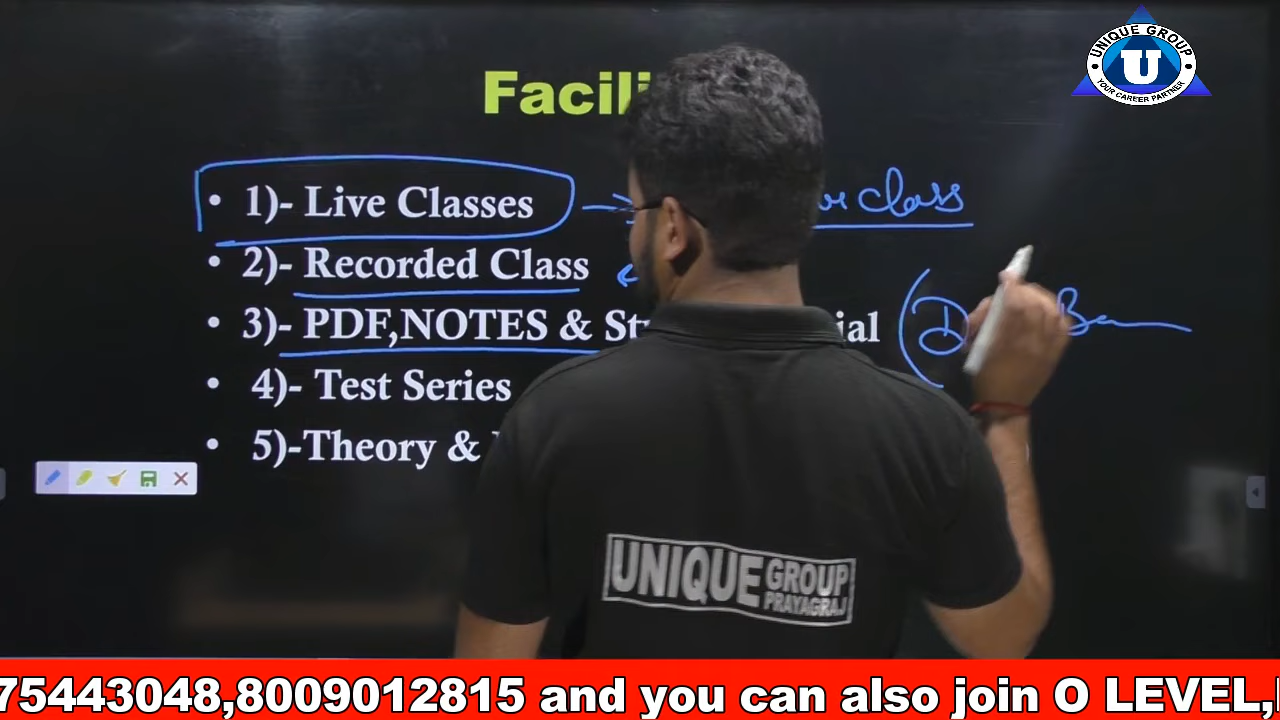 UNIQUE GROUP
U
YOUR CAREER PARTNER
Facili
• 1)- Live Classes class
• 2)- Recorded Class
• 3)- PDF,NOTES & St ial
• 4)- Test Series
• 5)-Theory &
UNIQUE GROUP PRAYAGRAJ
75443048,8009012815 and you can also join O LEVEL,